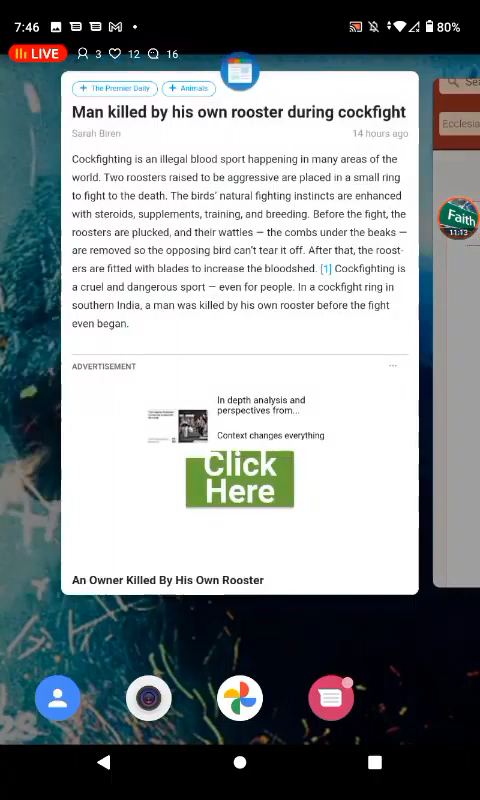 7:46
80%
LIVE 3 12 16
The Premier Daily Animals
Man killed by his own rooster during cockfight
Sarah Biren 14 hours ago
Cockfighting is an illegal blood sport happening in many areas of the
world. Two roosters raised to be aggressive are placed in a small ring
to fight to the death. The birds' natural fighting instincts are enhanced
with steroids, supplements, training, and breeding. Before the fight, the
roosters are plucked, and their wattles — the combs under the beaks —
are removed so the opposing bird can't tear it off. After that, the roost-
ers are fitted with blades to increase the bloodshed. [1] Cockfighting is
a cruel and dangerous sport — even for people. In a cockfight ring in
southern India, a man was killed by his own rooster before the fight
even began.
ADVERTISEMENT ...
In depth analysis and
perspectives from...
Context changes everything
Click
Here
An Owner Killed By His Own Rooster
Sea
Ecclesia
Faith
11:13